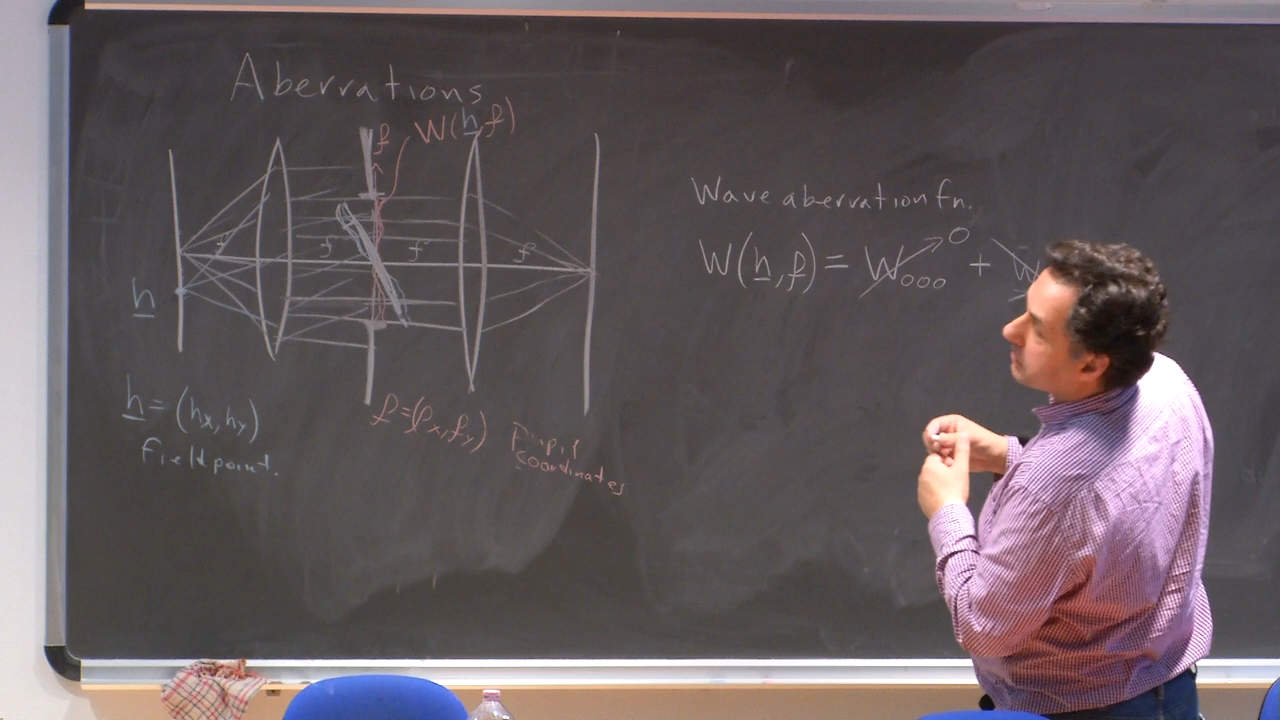 Aberrations
W(h, ρ)
ρ
f f f f
h
h = (hx, hy)
field point.
ρ = (ρx, ρy)
Pupil
coordinates
Wave aberration fn.
W(h, ρ) = W000 → 0 + W